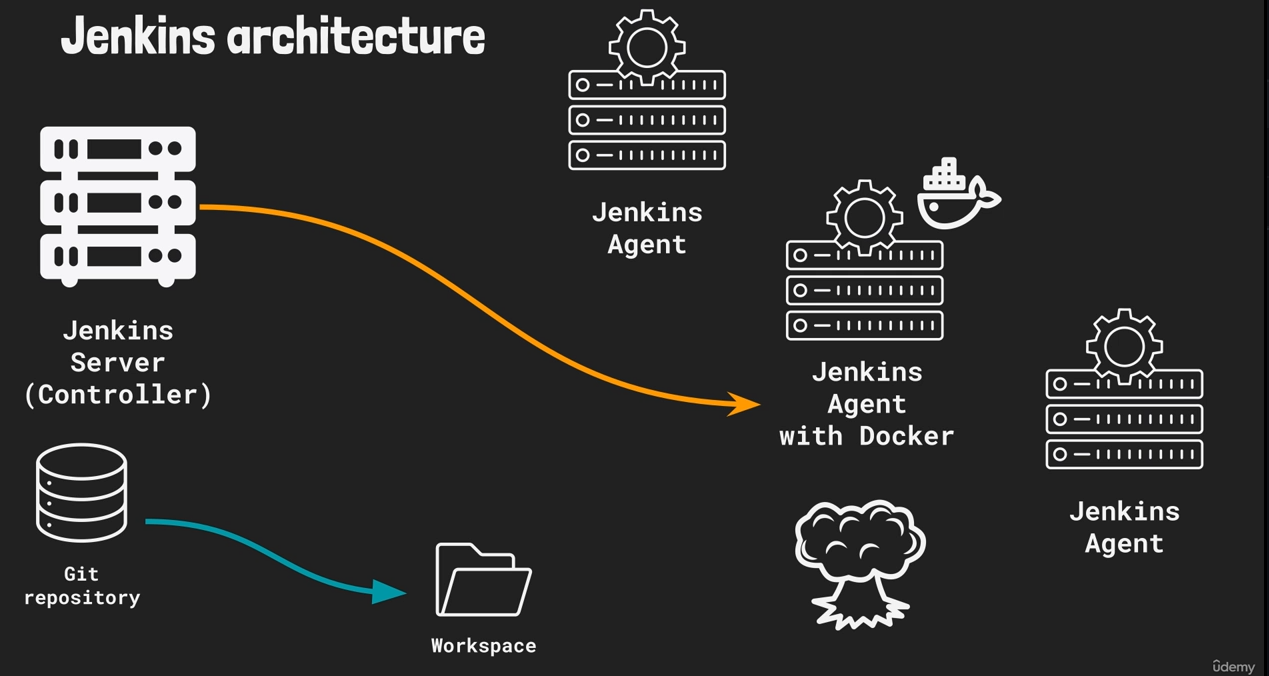 Jenkins architecture
Jenkins
Agent
Jenkins
Server
(Controller)
Jenkins
Agent
with Docker
Jenkins
Agent
Git
repository
Workspace
ûdemy